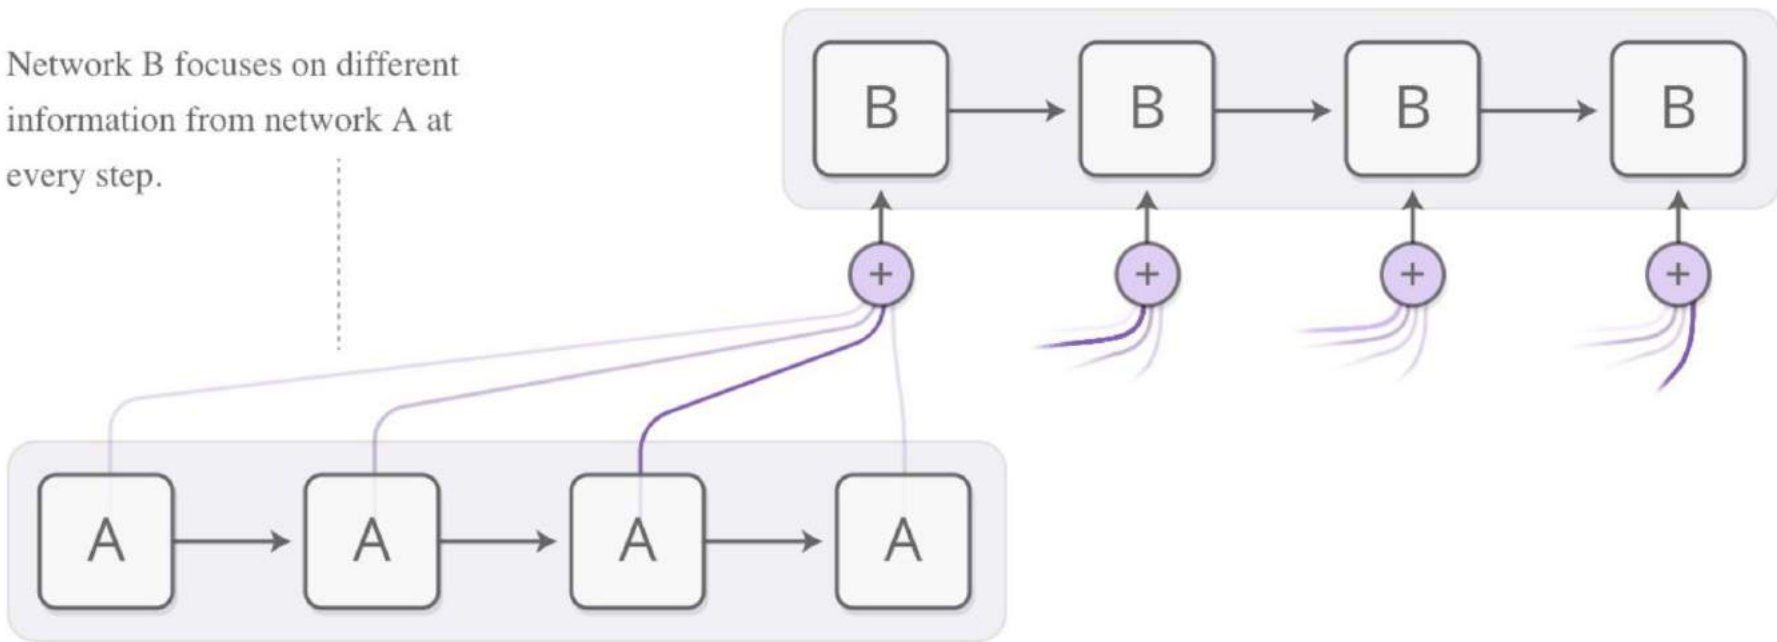 Network B focuses on different
information from network A at
every step.
B
B
B
B
+
+
+
+
A
A
A
A